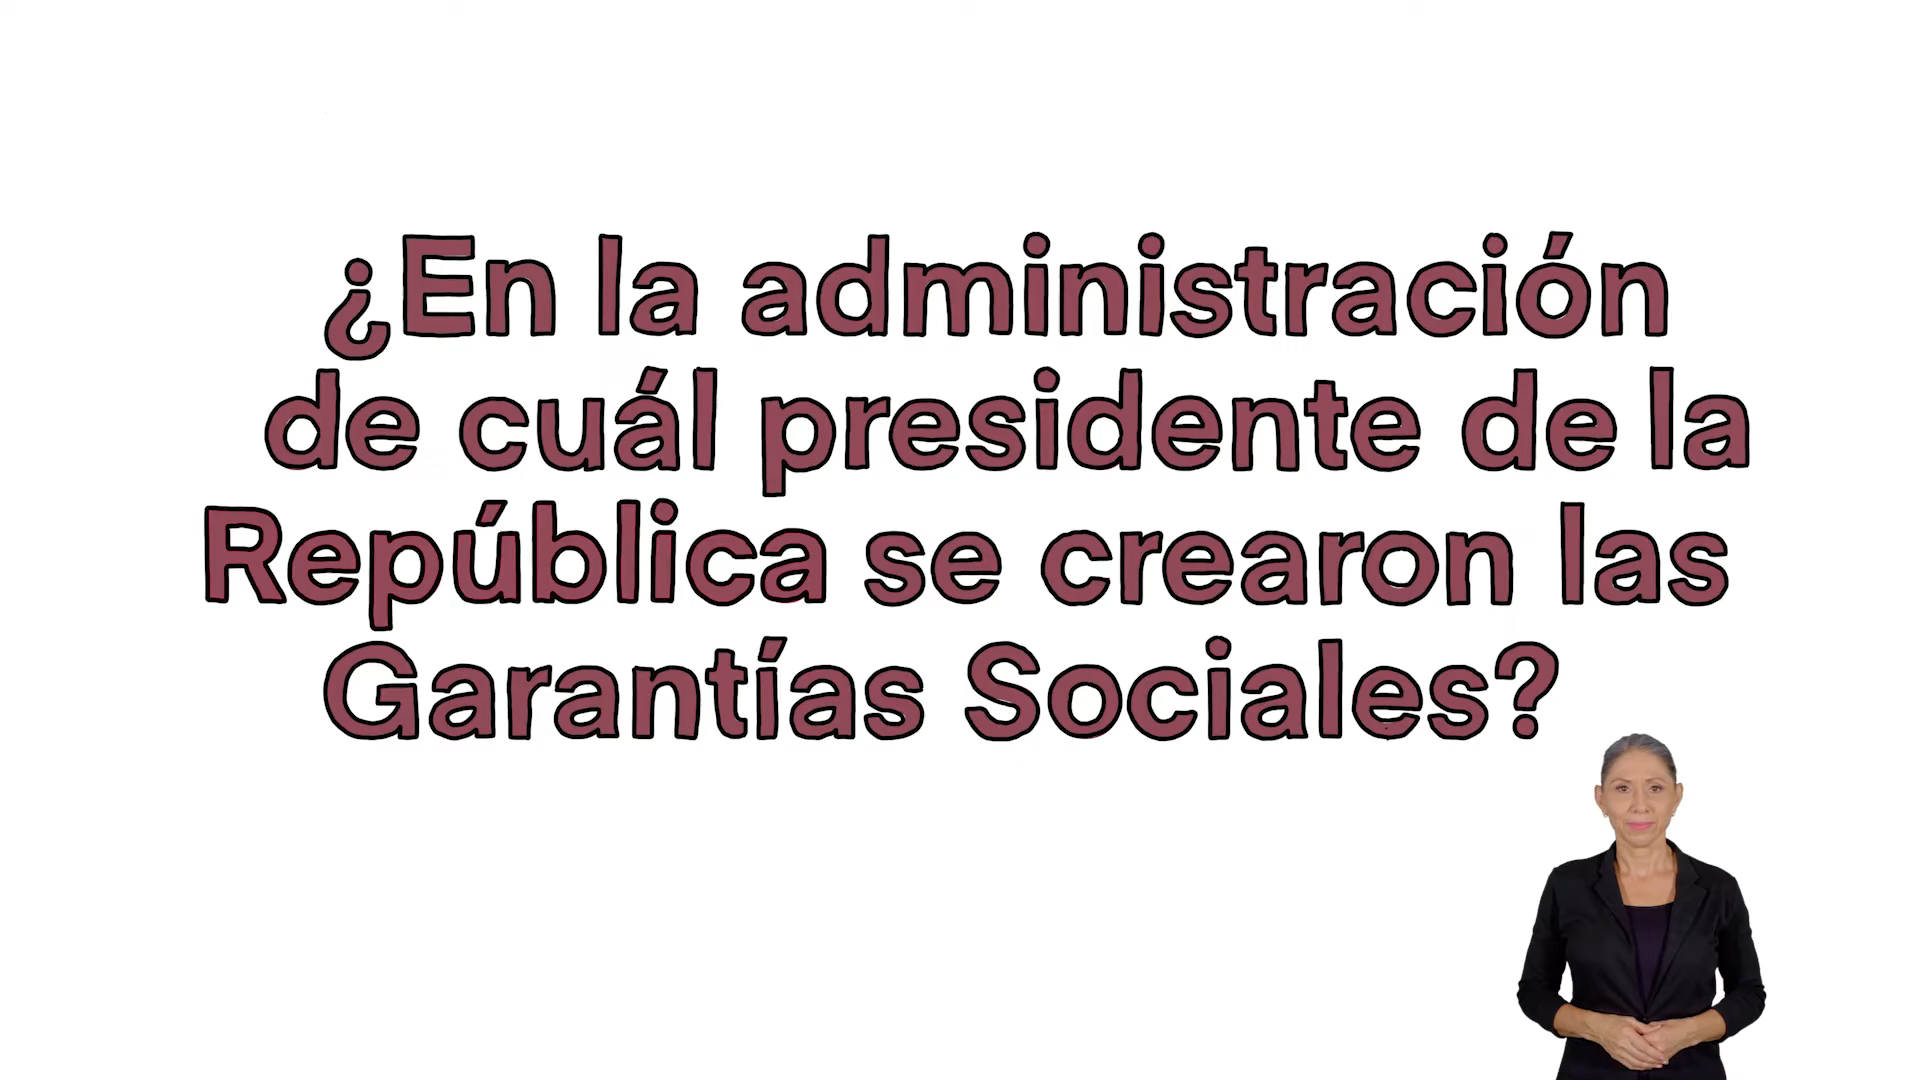 ¿En la administración
de cuál presidente de la
República se crearon las
Garantías Sociales?